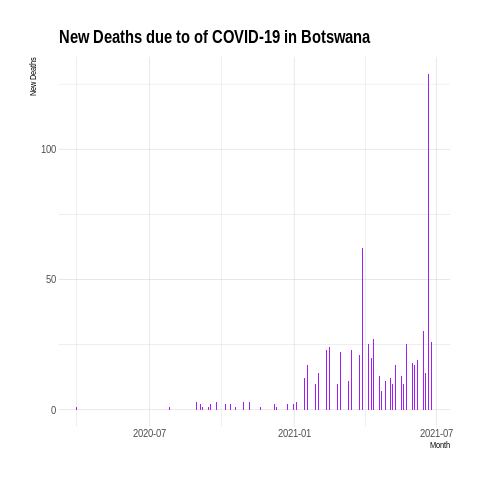 New Deaths due to of COVID-19 in Botswana
New Deaths
100
50
0
2020-07
2021-01
2021-07
Month